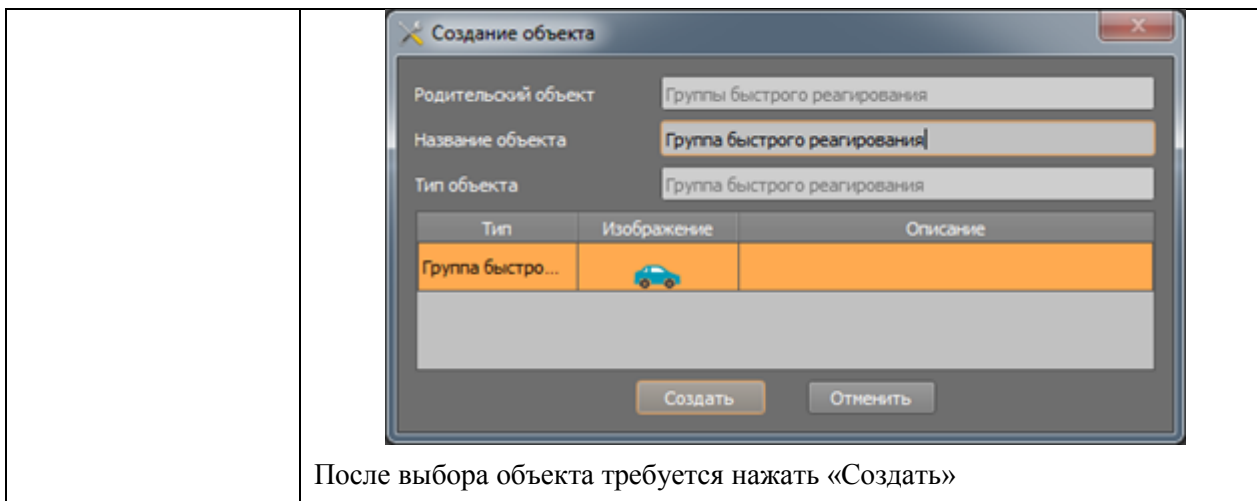 Создание объекта
Родительский объект Группы быстрого реагирования
Название объекта Группа быстрого реагирования
Тип объекта Группа быстрого реагирования
Тип Изображение Описание
Группа быстро...
Создать Отменить
После выбора объекта требуется нажать «Создать»